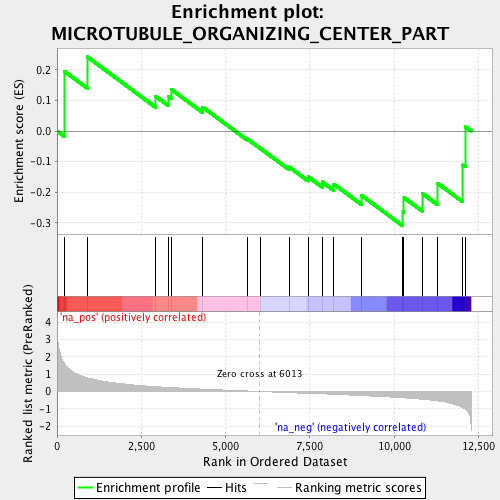 Enrichment plot:
MICROTUBULE_ORGANIZING_CENTER_PART
Enrichment score (ES)
0.2
0.1
0.0
-0.1
-0.2
-0.3
'na_pos' (positively correlated)
Ranked list metric (PreRanked)
4
3
2
1
0
-1
-2
Zero cross at 6013
'na_neg' (negatively correlated)
0
2,500
5,000
7,500
10,000
12,500
Rank in Ordered Dataset
Enrichment profile
Hits
Ranking metric scores